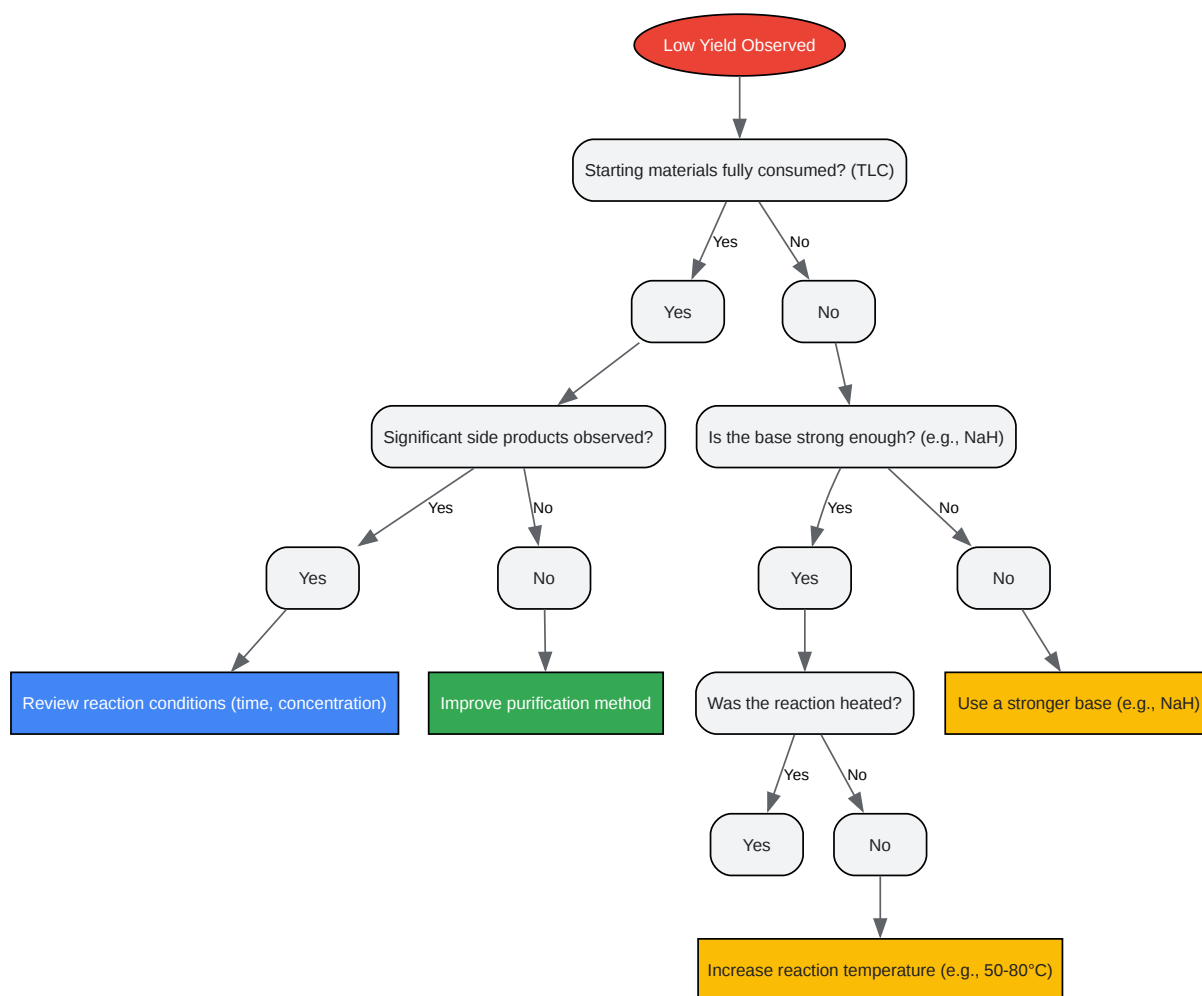 Low Yield Observed
Starting materials fully consumed? (TLC)
Yes
No
Yes
No
Significant side products observed?
Is the base strong enough? (e.g., NaH)
Yes
No
Yes
No
Yes
No
Yes
No
Review reaction conditions (time, concentration)
Improve purification method
Was the reaction heated?
Use a stronger base (e.g., NaH)
Yes
No
Yes
No
Increase reaction temperature (e.g., 50-80°C)